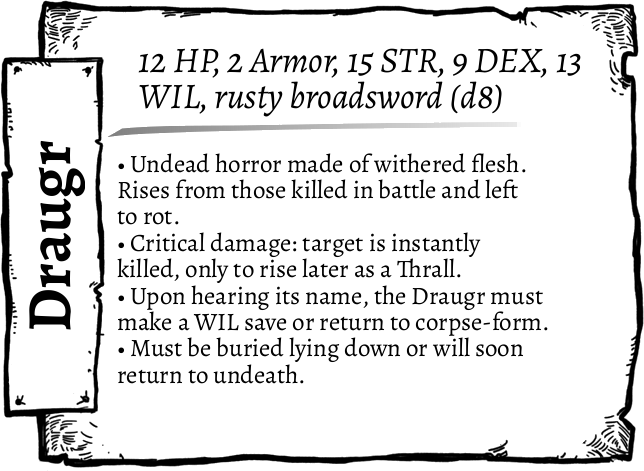 Draugr
12 HP, 2 Armor, 15 STR, 9 DEX, 13
WIL, rusty broadsword (d8)
• Undead horror made of withered flesh.
Rises from those killed in battle and left
to rot.
• Critical damage: target is instantly
killed, only to rise later as a Thrall.
• Upon hearing its name, the Draugr must
make a WIL save or return to corpse-form.
• Must be buried lying down or will soon
return to undeath.